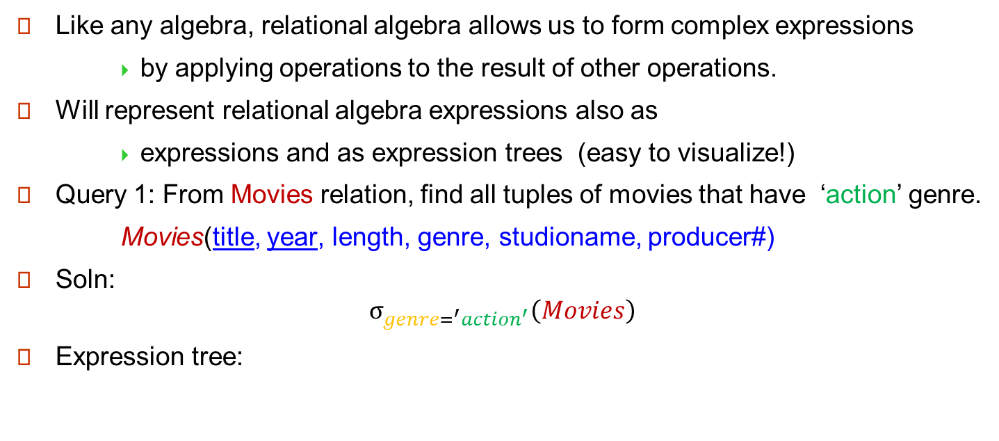 Like any algebra, relational algebra allows us to form complex expressions
by applying operations to the result of other operations.
Will represent relational algebra expressions also as
expressions and as expression trees (easy to visualize!)
Query 1: From Movies relation, find all tuples of movies that have ‘action’ genre.
Movies(title, year, length, genre, studioname, producer#)
Soln:
σgenre=′action′(Movies)
Expression tree: